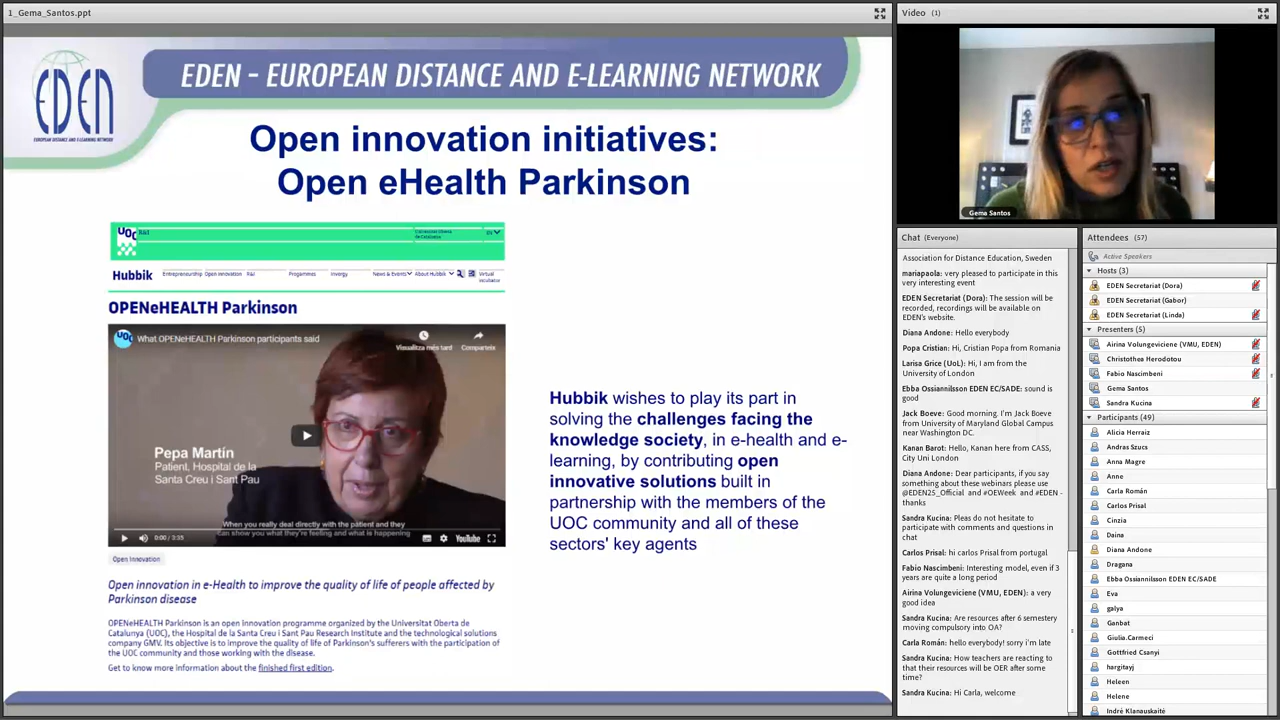 1_Gema_Santos.ppt
EDEN
EUROPEAN DISTANCE AND E-LEARNING NETWORK
EDEN – EUROPEAN DISTANCE AND E-LEARNING NETWORK
Open innovation initiatives:
Open eHealth Parkinson
UOC R&I
Universitat Oberta
de Catalunya
EN
Hubbik Entrepreneurship Open innovation R&I Progammes Invergy News & Events About Hubbik Virtual
incubator
OPENeHEALTH Parkinson
UOC What OPENeHEALTH Parkinson participants said
Visualitza més tard Comparteix
Pepa Martín
Patient, Hospital de la
Santa Creu i Sant Pau
When you really deal directly with the patient and they
can show you what they're feeling and what is happening
0:00 / 3:35 YouTube
Open Innovation
Open innovation in e-Health to improve the quality of life of people affected by
Parkinson disease
OPENeHEALTH Parkinson is an open innovation programme organized by the Universitat Oberta de
Catalunya (UOC), the Hospital de la Santa Creu i Sant Pau Research Institute and the technological solutions
company GMV. Its objective is to improve the quality of life of Parkinson's sufferers with the participation of
the UOC community and those working with the disease.
Get to know more information about the finished first edition.
Hubbik wishes to play its part in
solving the challenges facing the
knowledge society, in e-health and e-
learning, by contributing open
innovative solutions built in
partnership with the members of the
UOC community and all of these
sectors' key agents
Video (1)
Gema Santos
Chat (Everyone)
Association for Distance Education, Sweden
mariapaola: very pleased to participate in this
very interesting event
EDEN Secretariat (Dora): The session will be
recorded, recordings will be available on
EDEN's website.
Diana Andone: Hello everybody
Popa Cristian: Hi, Cristian Popa from Romania
Larisa Grice (UoL): Hi, I am from the
University of London
Ebba Ossiannilsson EDEN EC/SADE: sound is
good
Jack Boeve: Good morning. I'm Jack Boeve
from University of Maryland Global Campus
near Washington DC.
Kanan Barot: Hello, Kanan here from CASS,
City Uni London
Diana Andone: Dear participants, if you say
something about these webinars please use
@EDEN25_Official and #OEWeek and #EDEN -
thanks
Sandra Kucina: Pleas do not hesitate to
participate with comments and questions in
chat
Carlos Prisal: hi carlos Prisal from portugal
Fabio Nascimbeni: Interesting model, even if 3
years are quite a long period
Airina Volungeviciene (VMU, EDEN): a very
good idea
Sandra Kucina: Are resources after 6 semestery
moving compulsory into OA?
Carla Román: hello everybody! sorry i'm late
Sandra Kucina: How teachers are reacting to
that their resources will be OER after some
time?
Sandra Kucina: Hi Carla, welcome
Attendees (57)
Active Speakers
Hosts (3)
EDEN Secretariat (Dora)
EDEN Secretariat (Gabor)
EDEN Secretariat (Linda)
Presenters (5)
Airina Volungeviciene (VMU, EDEN)
Christothea Herodotou
Fabio Nascimbeni
Gema Santos
Sandra Kucina
Participants (49)
Alicia Herraiz
Andras Szucs
Anna Magre
Anne
Carla Román
Carlos Prisal
Cinzia
Daina
Diana Andone
Dragana
Ebba Ossiannilsson EDEN EC/SADE
Eva
galya
Ganbat
Giulia.Carmeci
Gottfried Csanyi
hargitayj
Heleen
Helene
Indrė Klanauskaitė